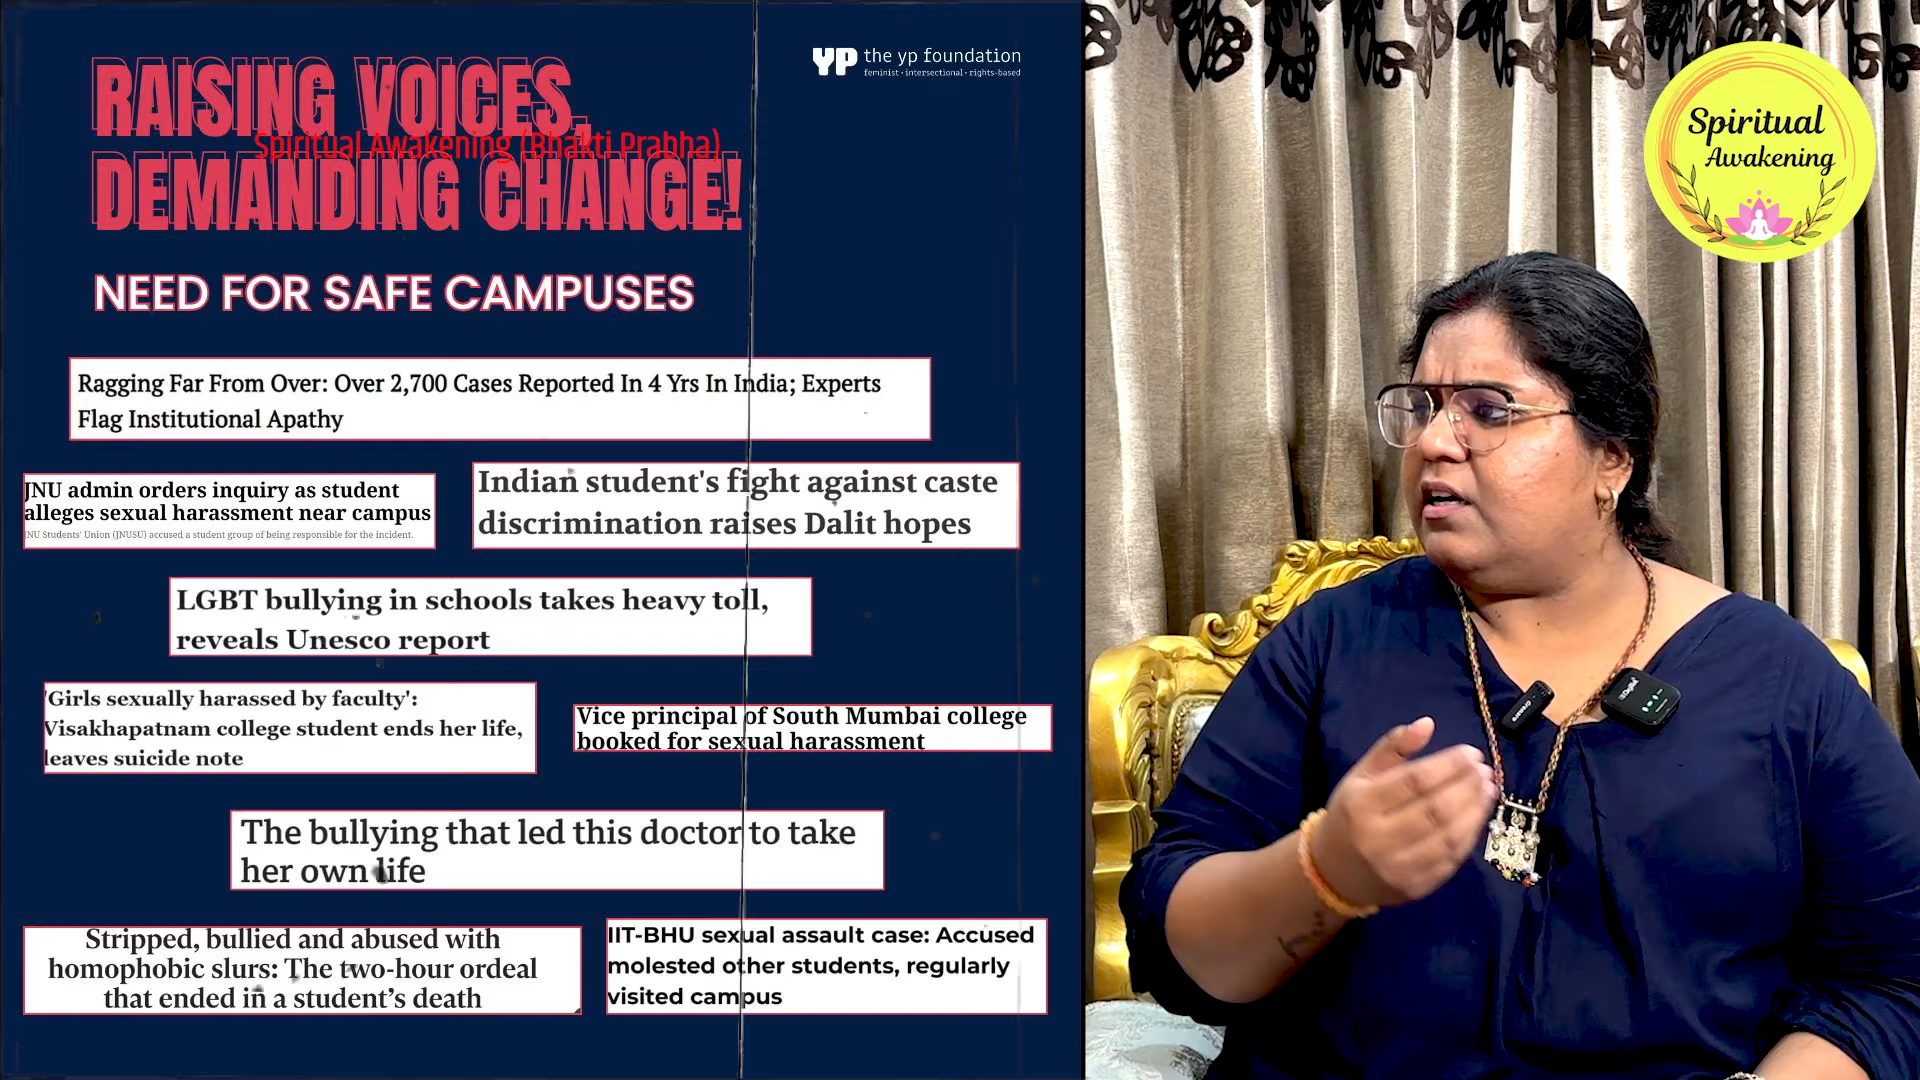 RAISING VOICES,
Spiritual Awakening (Bhakti Prabha)
DEMANDING CHANGE!
YP the yp foundation
feminist · intersectional · rights-based
NEED FOR SAFE CAMPUSES
Ragging Far From Over: Over 2,700 Cases Reported In 4 Yrs In India; Experts
Flag Institutional Apathy
JNU admin orders inquiry as student
alleges sexual harassment near campus
JNU Students' Union (JNUSU) accused a student group of being responsible for the incident.
Indian student's fight against caste
discrimination raises Dalit hopes
LGBT bullying in schools takes heavy toll,
reveals Unesco report
'Girls sexually harassed by faculty':
Visakhapatnam college student ends her life,
leaves suicide note
Vice principal of South Mumbai college
booked for sexual harassment
The bullying that led this doctor to take
her own life
Stripped, bullied and abused with
homophobic slurs: The two-hour ordeal
that ended in a student's death
IIT-BHU sexual assault case: Accused
molested other students, regularly
visited campus
Spiritual
Awakening